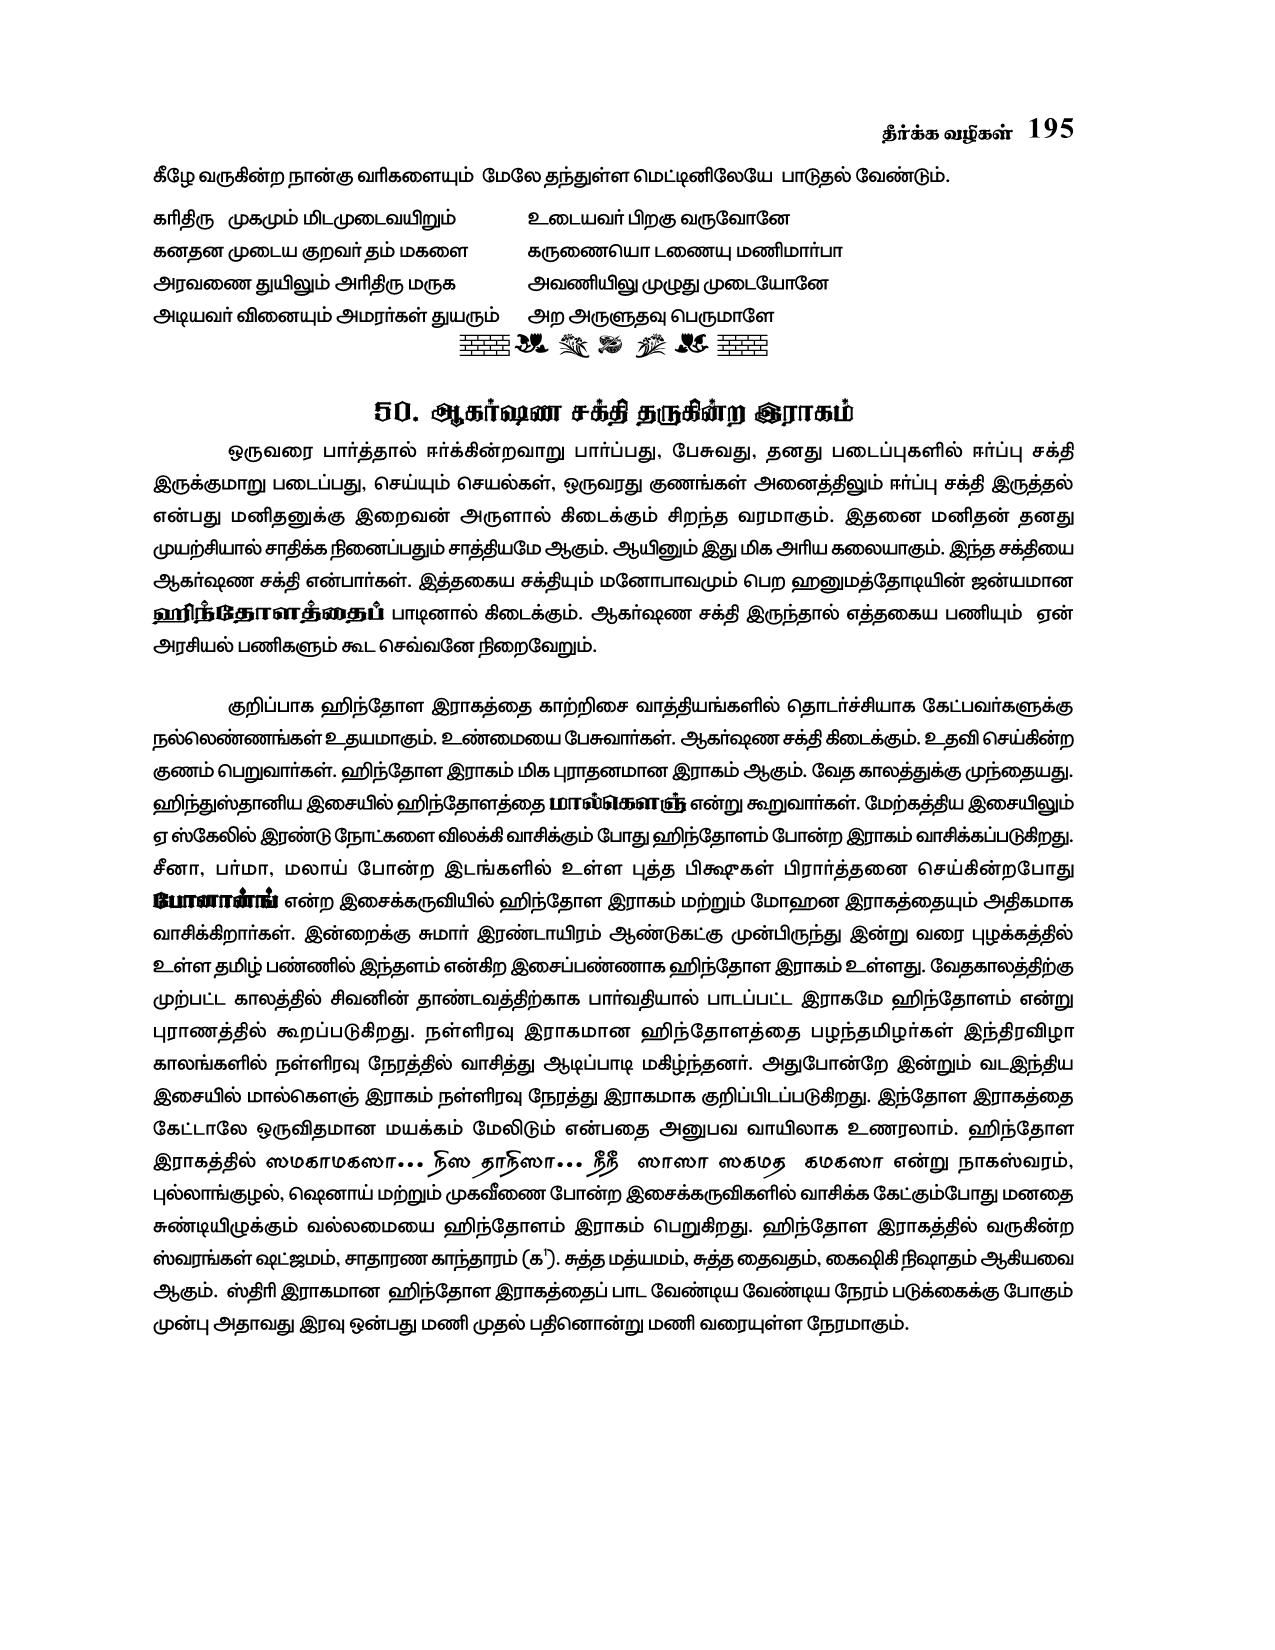 தீர்க்க வழிகள் 195
கீழே வருகின்ற நான்கு வரிகளையும் மேலே தந்துள்ள மெட்டினிலேயே பாடுதல் வேண்டும்.
கரிதிரு முகமும் மிடமுடைவயிறும் உடையவர் பிறகு வருவோனே
கனதன முடைய குறவர் தம் மகளை கருணையொ டணையு மணிமார்பா
அரவணை துயிலும் அரிதிரு மருக அவணியிலு முழுது முடையோனே
அடியவர் வினையும் அமரர்கள் துயரும் அற அருளுதவு பெருமாளே
50. ஆகர்ஷண சக்தி தருகின்ற இராகம்
ஒருவரை பார்த்தால் ஈர்க்கின்றவாறு பார்ப்பது, பேசுவது, தனது படைப்புகளில் ஈர்ப்பு சக்தி
இருக்குமாறு படைப்பது, செய்யும் செயல்கள், ஒருவரது குணங்கள் அனைத்திலும் ஈர்ப்பு சக்தி இருத்தல்
என்பது மனிதனுக்கு இறைவன் அருளால் கிடைக்கும் சிறந்த வரமாகும். இதனை மனிதன் தனது
முயற்சியால் சாதிக்க நினைப்பதும் சாத்தியமே ஆகும். ஆயினும் இது மிக அரிய கலையாகும். இந்த சக்தியை
ஆகர்ஷண சக்தி என்பார்கள். இத்தகைய சக்தியும் மனோபாவமும் பெற ஹனுமத்தோடியின் ஜன்யமான
ஹிந்தோளத்தைப் பாடினால் கிடைக்கும். ஆகர்ஷண சக்தி இருந்தால் எத்தகைய பணியும் ஏன்
அரசியல் பணிகளும் கூட செவ்வனே நிறைவேறும்.
குறிப்பாக ஹிந்தோள இராகத்தை காற்றிசை வாத்தியங்களில் தொடர்ச்சியாக கேட்பவர்களுக்கு
நல்லெண்ணங்கள் உதயமாகும். உண்மையை பேசுவார்கள். ஆகர்ஷண சக்தி கிடைக்கும். உதவி செய்கின்ற
குணம் பெறுவார்கள். ஹிந்தோள இராகம் மிக புராதனமான இராகம் ஆகும். வேத காலத்துக்கு முந்தையது.
ஹிந்துஸ்தானிய இசையில் ஹிந்தோளத்தை மால்கௌஞ் என்று கூறுவார்கள். மேற்கத்திய இசையிலும்
ஏ ஸ்கேலில் இரண்டு நோட்களை விலக்கி வாசிக்கும் போது ஹிந்தோளம் போன்ற இராகம் வாசிக்கப்படுகிறது.
சீனா, பர்மா, மலாய் போன்ற இடங்களில் உள்ள புத்த பிக்ஷுகள் பிரார்த்தனை செய்கின்றபோது
போனான்ங் என்ற இசைக்கருவியில் ஹிந்தோள இராகம் மற்றும் மோஹன இராகத்தையும் அதிகமாக
வாசிக்கிறார்கள். இன்றைக்கு சுமார் இரண்டாயிரம் ஆண்டுகட்கு முன்பிருந்து இன்று வரை புழக்கத்தில்
உள்ள தமிழ் பண்ணில் இந்தளம் என்கிற இசைப்பண்ணாக ஹிந்தோள இராகம் உள்ளது. வேதகாலத்திற்கு
முற்பட்ட காலத்தில் சிவனின் தாண்டவத்திற்காக பார்வதியால் பாடப்பட்ட இராகமே ஹிந்தோளம் என்று
புராணத்தில் கூறப்படுகிறது. நள்ளிரவு இராகமான ஹிந்தோளத்தை பழந்தமிழர்கள் இந்திரவிழா
காலங்களில் நள்ளிரவு நேரத்தில் வாசித்து ஆடிப்பாடி மகிழ்ந்தனர். அதுபோன்றே இன்றும் வடஇந்திய
இசையில் மால்கௌஞ் இராகம் நள்ளிரவு நேரத்து இராகமாக குறிப்பிடப்படுகிறது. இந்தோள இராகத்தை
கேட்டாலே ஒருவிதமான மயக்கம் மேலிடும் என்பதை அனுபவ வாயிலாக உணரலாம். ஹிந்தோள
இராகத்தில் ஸமகாமகஸா... நிஸ தாநிஸா... நீநீ ஸாஸா ஸகமத கமகஸா என்று நாகஸ்வரம்,
புல்லாங்குழல், ஷெனாய் மற்றும் முகவீணை போன்ற இசைக்கருவிகளில் வாசிக்க கேட்கும்போது மனதை
சுண்டியிழுக்கும் வல்லமையை ஹிந்தோளம் இராகம் பெறுகிறது. ஹிந்தோள இராகத்தில் வருகின்ற
ஸ்வரங்கள் ஷட்ஜமம், சாதாரண காந்தாரம் (க¹). சுத்த மத்யமம், சுத்த தைவதம், கைஷிகி நிஷாதம் ஆகியவை
ஆகும். ஸ்திரி இராகமான ஹிந்தோள இராகத்தைப் பாட வேண்டிய வேண்டிய நேரம் படுக்கைக்கு போகும்
முன்பு அதாவது இரவு ஒன்பது மணி முதல் பதினொன்று மணி வரையுள்ள நேரமாகும்.